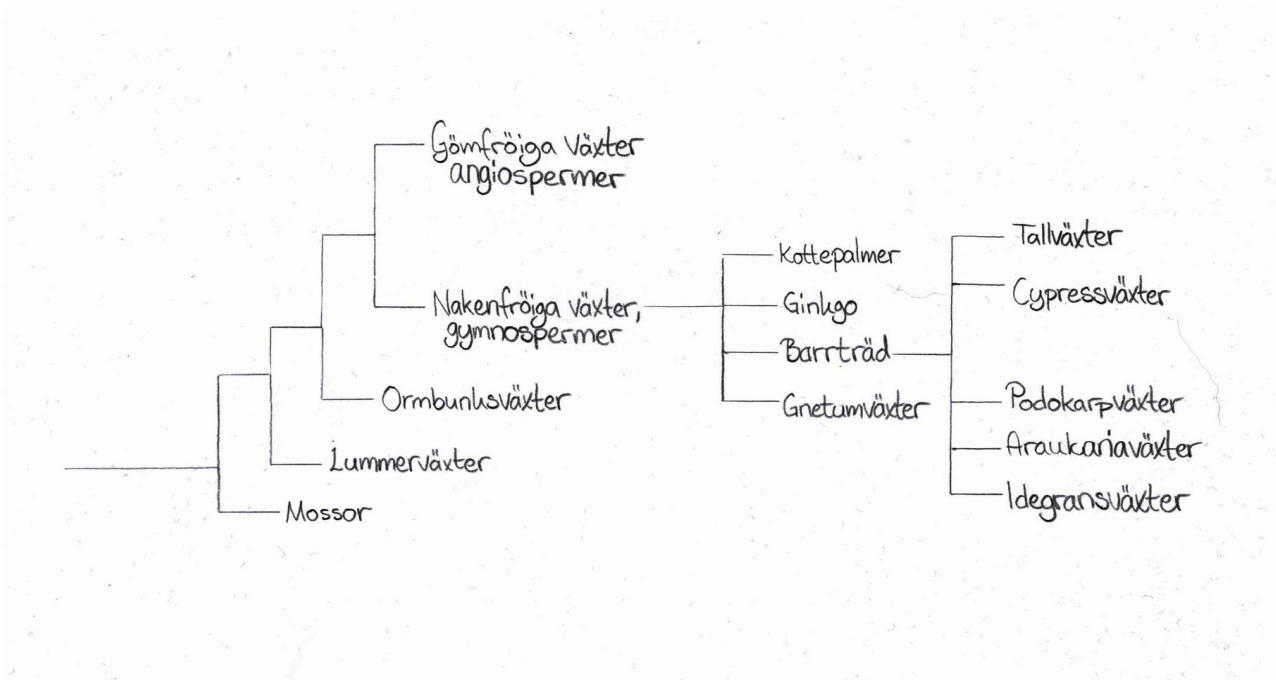 Gömfröiga växter
angiospermer
Nakenfröiga växter,
gymnospermer
Ormbunksväxter
Lummerväxter
Mossor
Kottepalmer
Ginkgo
Barrträd
Gnetumväxter
Tallväxter
Cypressväxter
Podokarpväxter
Araukariaväxter
Idegransväxter